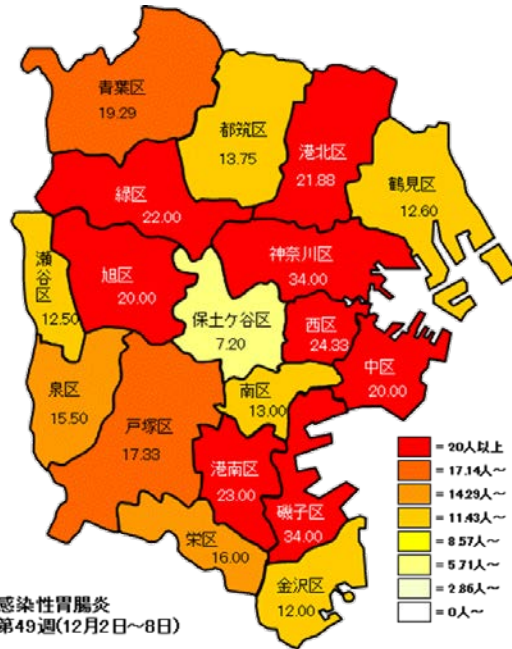 青葉区
19.29
都筑区
13.75
港北区
21.88
鶴見区
12.60
緑区
22.00
神奈川区
34.00
瀬谷区
12.50
旭区
20.00
保土ケ谷区
7.20
西区
24.33
中区
20.00
泉区
15.50
戸塚区
17.33
南区
13.00
港南区
23.00
磯子区
34.00
栄区
16.00
金沢区
12.00
= 20人以上
= 17.14人～
= 14.29人～
= 11.43人～
= 8.57人～
= 5.71人～
= 2.86人～
= 0人～
感染性胃腸炎
第49週(12月2日～8日)